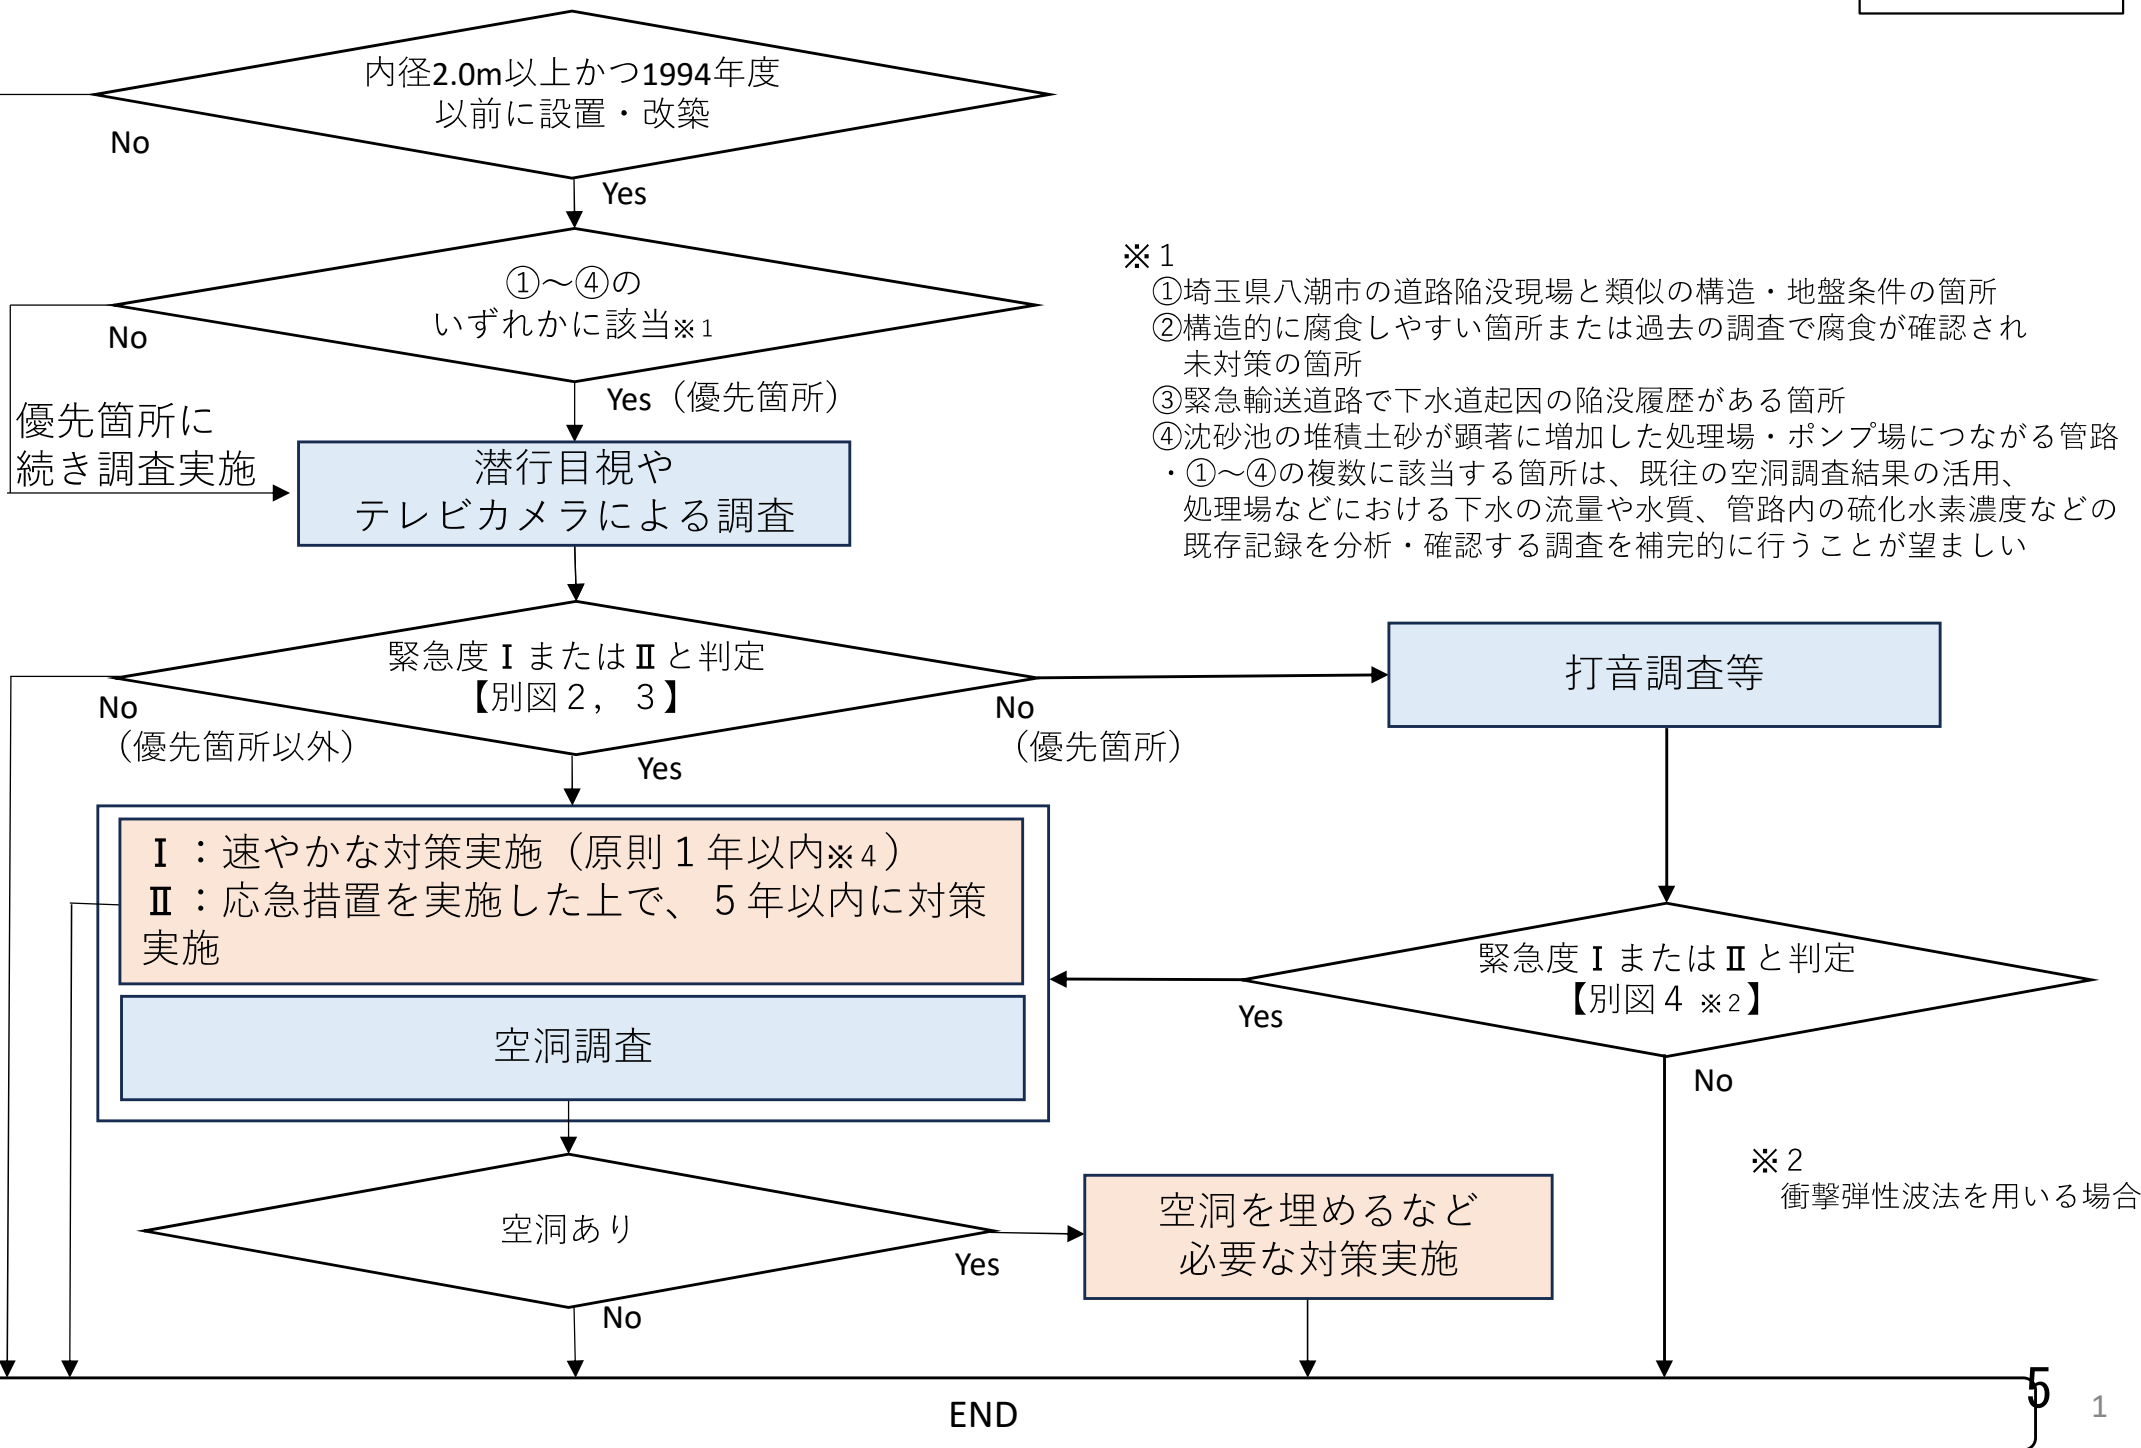 内径2.0m以上かつ1994年度
以前に設置・改築
No
Yes
①～④の
いずれかに該当※１
No
Yes（優先箇所）
優先箇所に
続き調査実施
※１
①埼玉県八潮市の道路陥没現場と類似の構造・地盤条件の箇所
②構造的に腐食しやすい箇所または過去の調査で腐食が確認され
未対策の箇所
③緊急輸送道路で下水道起因の陥没履歴がある箇所
④沈砂池の堆積土砂が顕著に増加した処理場・ポンプ場につながる管路
・①～④の複数に該当する箇所は、既往の空洞調査結果の活用、
処理場などにおける下水の流量や水質、管路内の硫化水素濃度などの
既存記録を分析・確認する調査を補完的に行うことが望ましい
潜行目視や
テレビカメラによる調査
緊急度ⅠまたはⅡと判定
【別図２，３】
No
（優先箇所以外）
No
（優先箇所）
Yes
打音調査等
Ⅰ：速やかな対策実施（原則１年以内※４）
Ⅱ：応急措置を実施した上で、５年以内に対策
実施
空洞調査
緊急度ⅠまたはⅡと判定
【別図４ ※２】
Yes
No
※２
衝撃弾性波法を用いる場合
空洞あり
Yes
No
空洞を埋めるなど
必要な対策実施
END
5
1